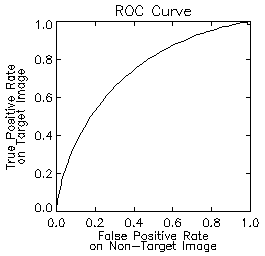 ROC Curve
True Positive Rate
on Target Image
1.0
0.8
0.6
0.4
0.2
0.0
0.0 0.2 0.4 0.6 0.8 1.0
False Positive Rate
on Non-Target Image